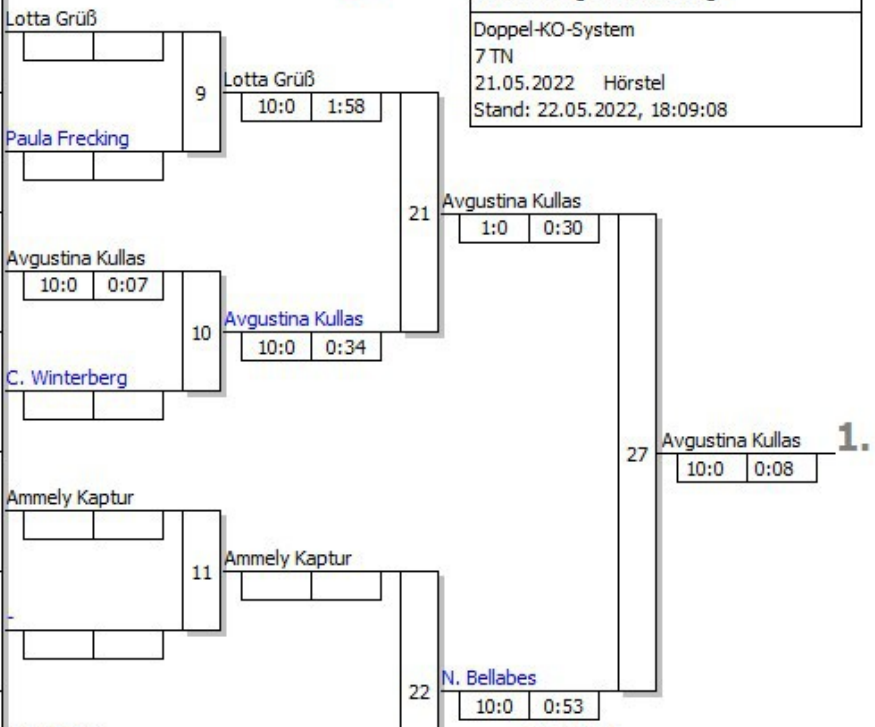 Lotta Grüß
Doppel-KO-System
7 TN
21.05.2022 Hörstel
Stand: 22.05.2022, 18:09:08
9
Lotta Grüß
10:0 1:58
Paula Frecking
21
Avgustina Kullas
1:0 0:30
Avgustina Kullas
10:0 0:07
10
Avgustina Kullas
10:0 0:34
C. Winterberg
27
Avgustina Kullas
1.
10:0 0:08
Ammely Kaptur
11
Ammely Kaptur
-
22
N. Bellabes
10:0 0:53